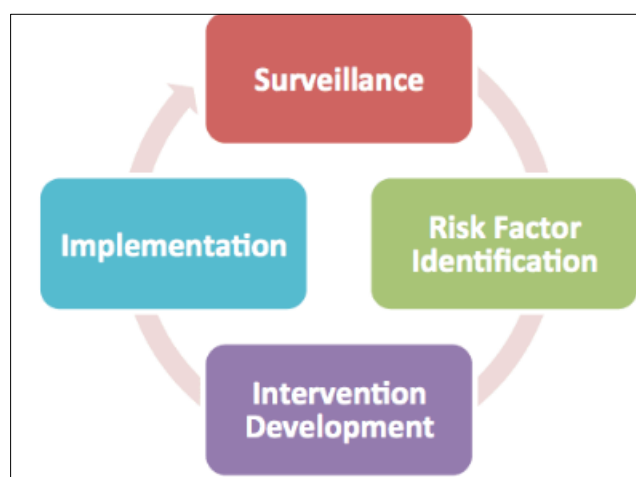 Surveillance
Risk Factor
Identification
Intervention
Development
Implementation